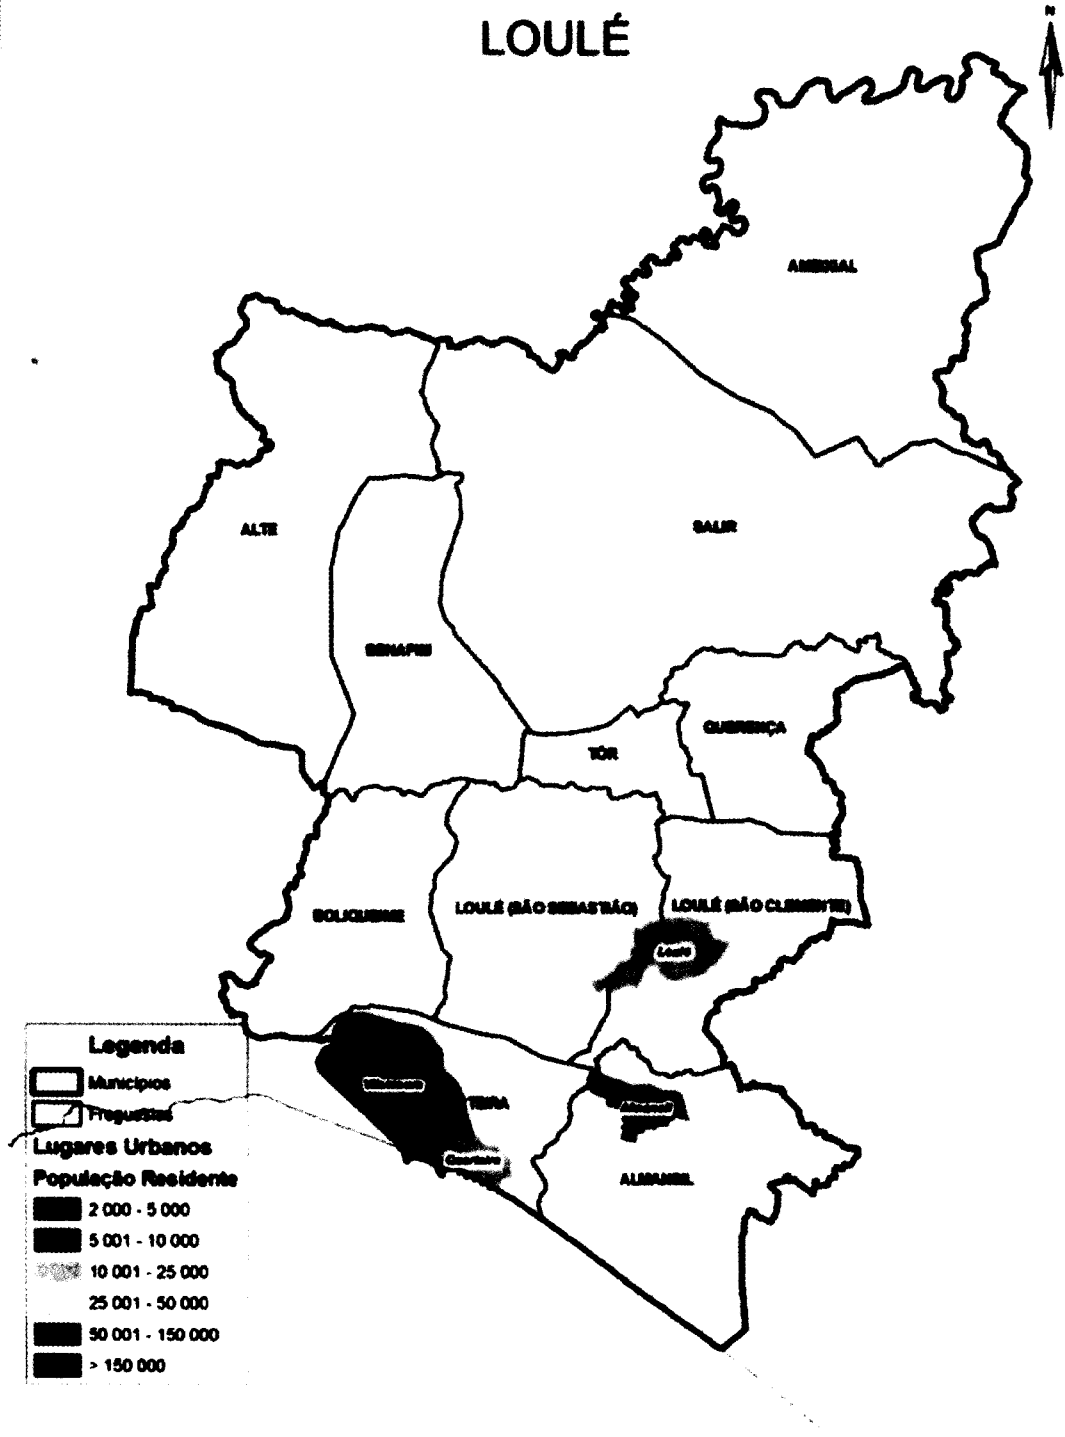 LOULÉ
N
AMEIXIAL
ALTE
SALIR
BENAFIM
QUERENÇA
TÔR
BOLIQUEIME
LOULÉ (SÃO SEBASTIÃO)
LOULÉ (SÃO CLEMENTE)
Loulé
Quarteira
ALMANSIL
Legenda
Municípios
Freguesias
Lugares Urbanos
População Residente
2 000 - 5 000
5 001 - 10 000
10 001 - 25 000
25 001 - 50 000
50 001 - 150 000
> 150 000